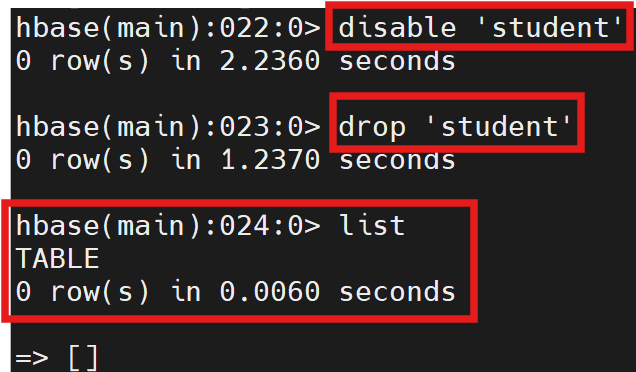 hbase(main):022:0> disable 'student'
0 row(s) in 2.2360 seconds
hbase(main):023:0> drop 'student'
0 row(s) in 1.2370 seconds
hbase(main):024:0> list
TABLE
0 row(s) in 0.0060 seconds
=> []